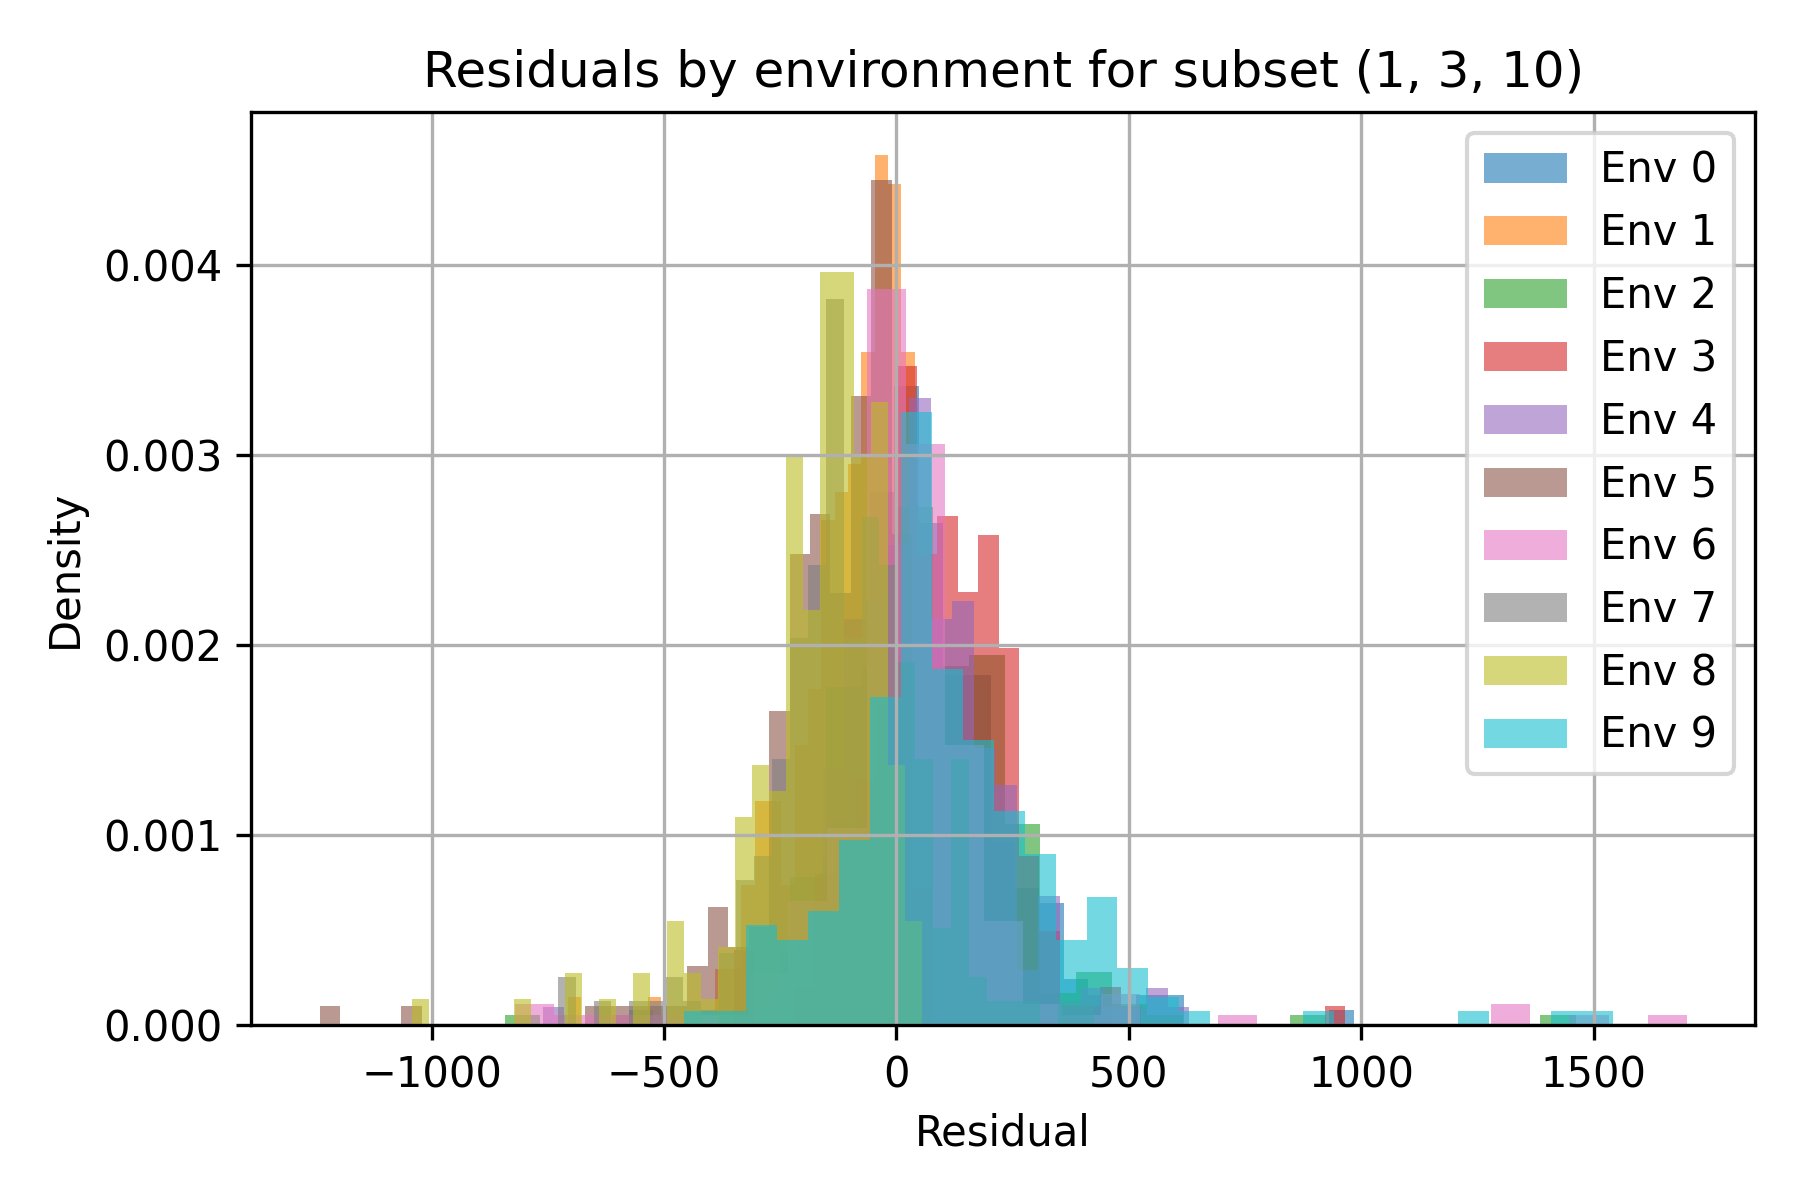 Residuals by environment for subset (1, 3, 10)
Density
0.004
0.003
0.002
0.001
0.000
−1000
−500
0
500
1000
1500
Residual
Env 0
Env 1
Env 2
Env 3
Env 4
Env 5
Env 6
Env 7
Env 8
Env 9